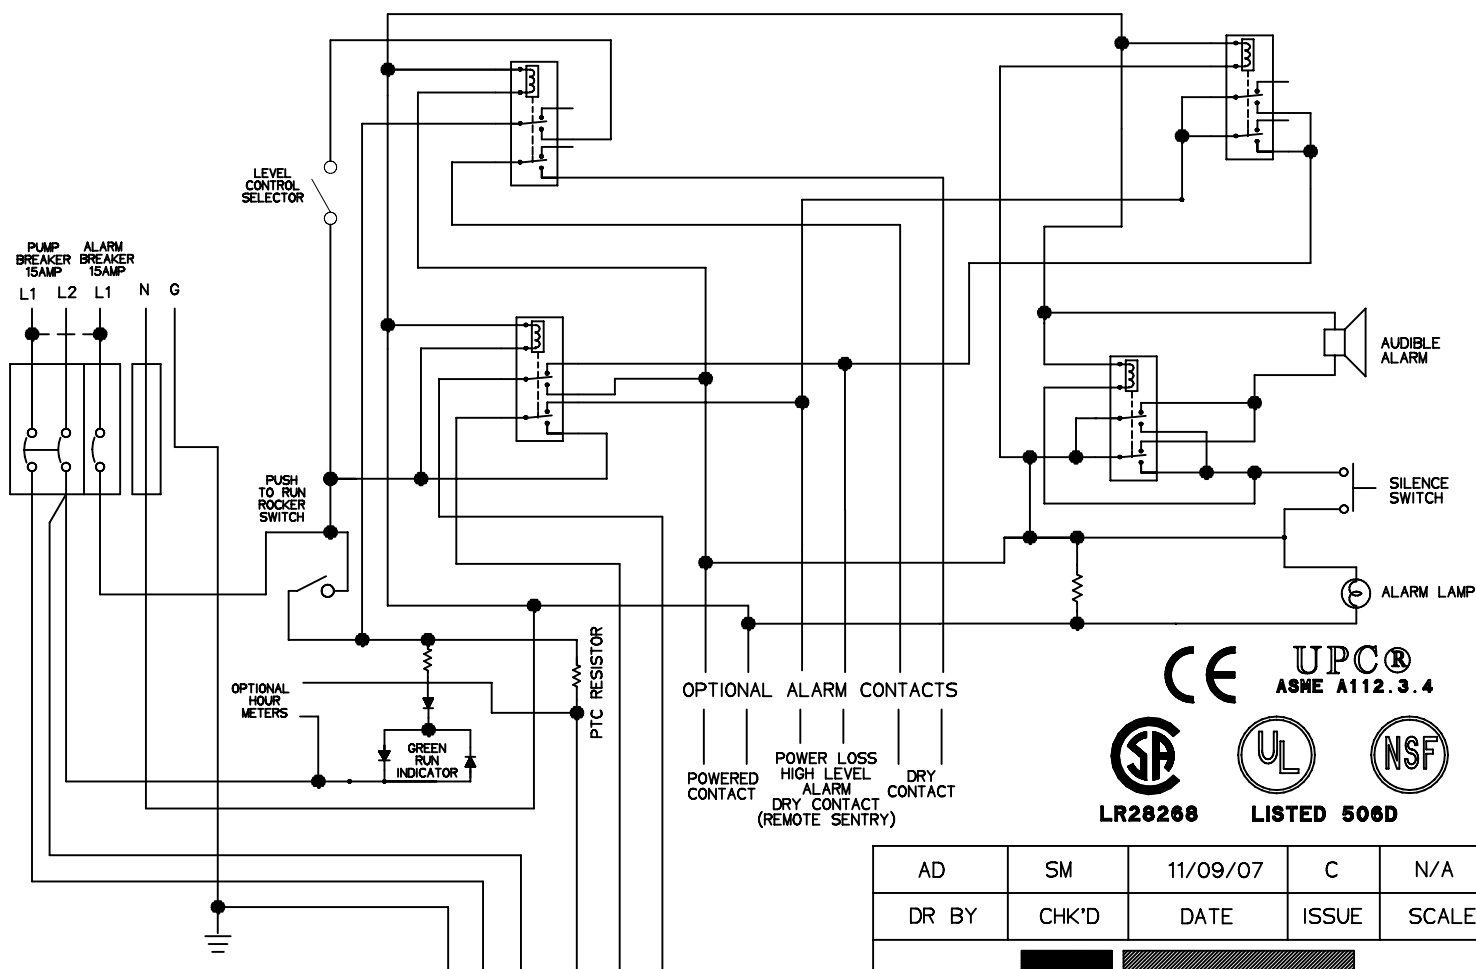 LEVEL
CONTROL
SELECTOR
PUMP
BREAKER
15AMP
ALARM
BREAKER
15AMP
L1 L2 L1 N G
AUDIBLE
ALARM
PUSH
TO RUN
ROCKER
SWITCH
SILENCE
SWITCH
ALARM LAMP
PTC RESISTOR
OPTIONAL
HOUR
METERS
GREEN
RUN
INDICATOR
OPTIONAL ALARM CONTACTS
POWERED
CONTACT
POWER LOSS
HIGH LEVEL
ALARM
DRY CONTACT
(REMOTE SENTRY)
DRY
CONTACT
CE
UPC®
ASME A112.3.4
SA
UL
NSF
LR28268
LISTED 506D
AD SM 11/09/07 C N/A
DR BY CHK'D DATE ISSUE SCALE